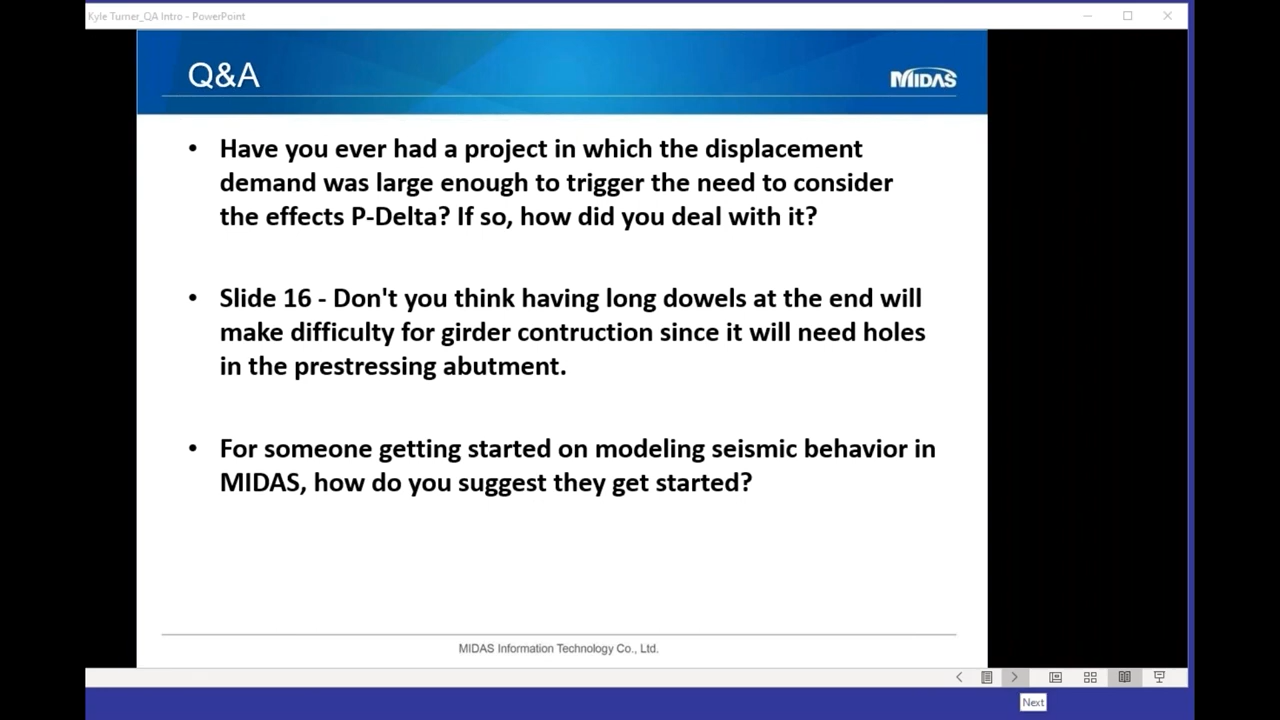 Kyle Turner_QA Intro - PowerPoint
Q&A
MIDAS
• Have you ever had a project in which the displacement
demand was large enough to trigger the need to consider
the effects P-Delta? If so, how did you deal with it?
• Slide 16 - Don't you think having long dowels at the end will
make difficulty for girder contruction since it will need holes
in the prestressing abutment.
• For someone getting started on modeling seismic behavior in
MIDAS, how do you suggest they get started?
MIDAS Information Technology Co., Ltd.
Next